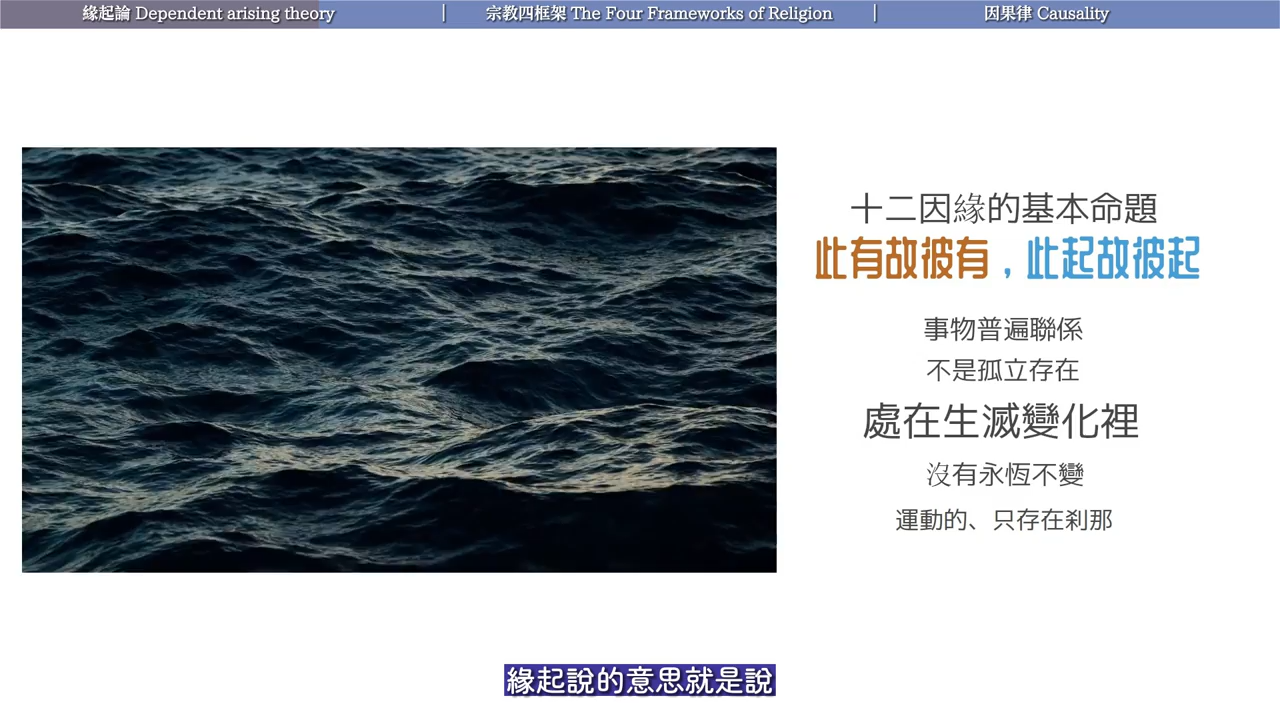 緣起論 Dependent arising theory | 宗教四框架 The Four Frameworks of Religion | 因果律 Causality
十二因緣的基本命題
此有故彼有，此起故彼起
事物普遍聯係
不是孤立存在
處在生滅變化裡
沒有永恆不變
運動的、只存在剎那
緣起說的意思就是說